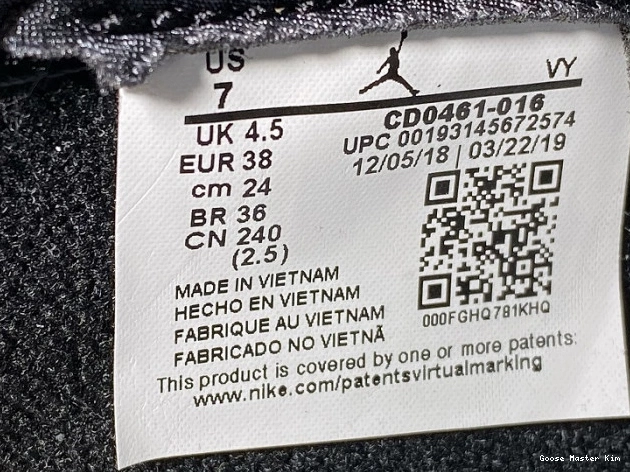 US
7
VY
UK 4.5
EUR 38
cm 24
BR 36
CN 240
(2.5)
CD0461-016
UPC 00193145672574
12/05/18 | 03/22/19
000FGHQ781KHQ
MADE IN VIETNAM
HECHO EN VIETNAM
FABRIQUE AU VIETNAM
FABRICADO NO VIETNÃ
This product is covered by one or more patents:
www.nike.com/patentsvirtualmarking
Goose Master Kim